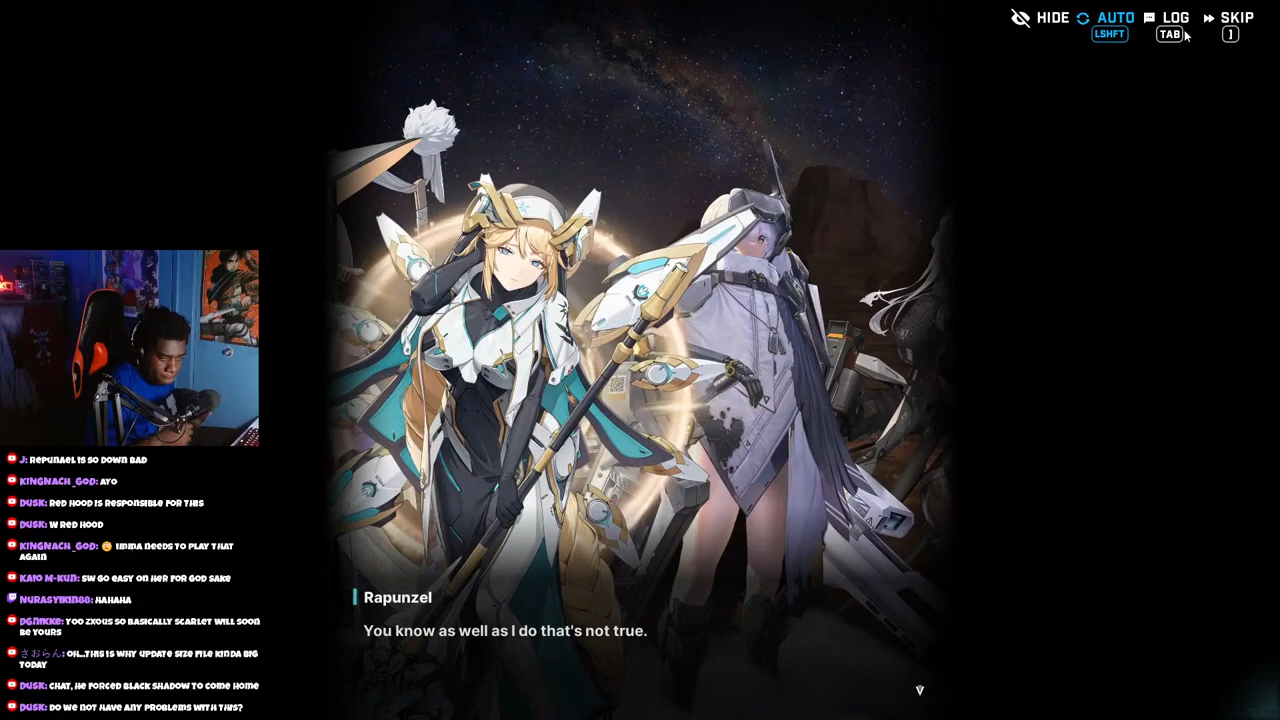 HIDE AUTO LOG SKIP
LSHFT TAB ]
J: REPUNAEL IS SO DOWN BAD
KINGNACH_GOD: AYO
DUSK: RED HOOD IS RESPONSIBLE FOR THIS
DUSK: W RED HOOD
KINGNACH_GOD: 😳 IMMA NEEDS TO PLAY THAT
AGAIN
KAIO M-KUN: SW GO EASY ON HER FOR GOD SAKE
NURASYIKIN88: HAHAHA
DGNIKKE: YOO ZXOUS SO BASICALLY SCARLET WILL SOON
BE YOURS
さおらん: OH...THIS IS WHY UPDATE SIZE FILE KINDA BIG
TODAY
DUSK: CHAT, HE FORCED BLACK SHADOW TO COME HOME
DUSK: DO WE NOT HAVE ANY PROBLEMS WITH THIS?
Rapunzel
You know as well as I do that's not true.